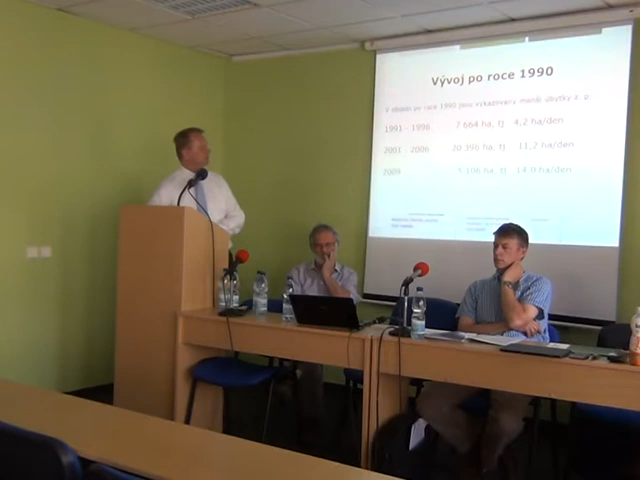 Vývoj po roce 1990
V období po roce 1990 jsou vykazovány menší úbytky z. p.
1991 - 1996 7 664 ha, tj 4,2 ha/den
2001 - 2006 20 396 ha, tj 11,2 ha/den
2009 5 106 ha, tj 14,0 ha/den